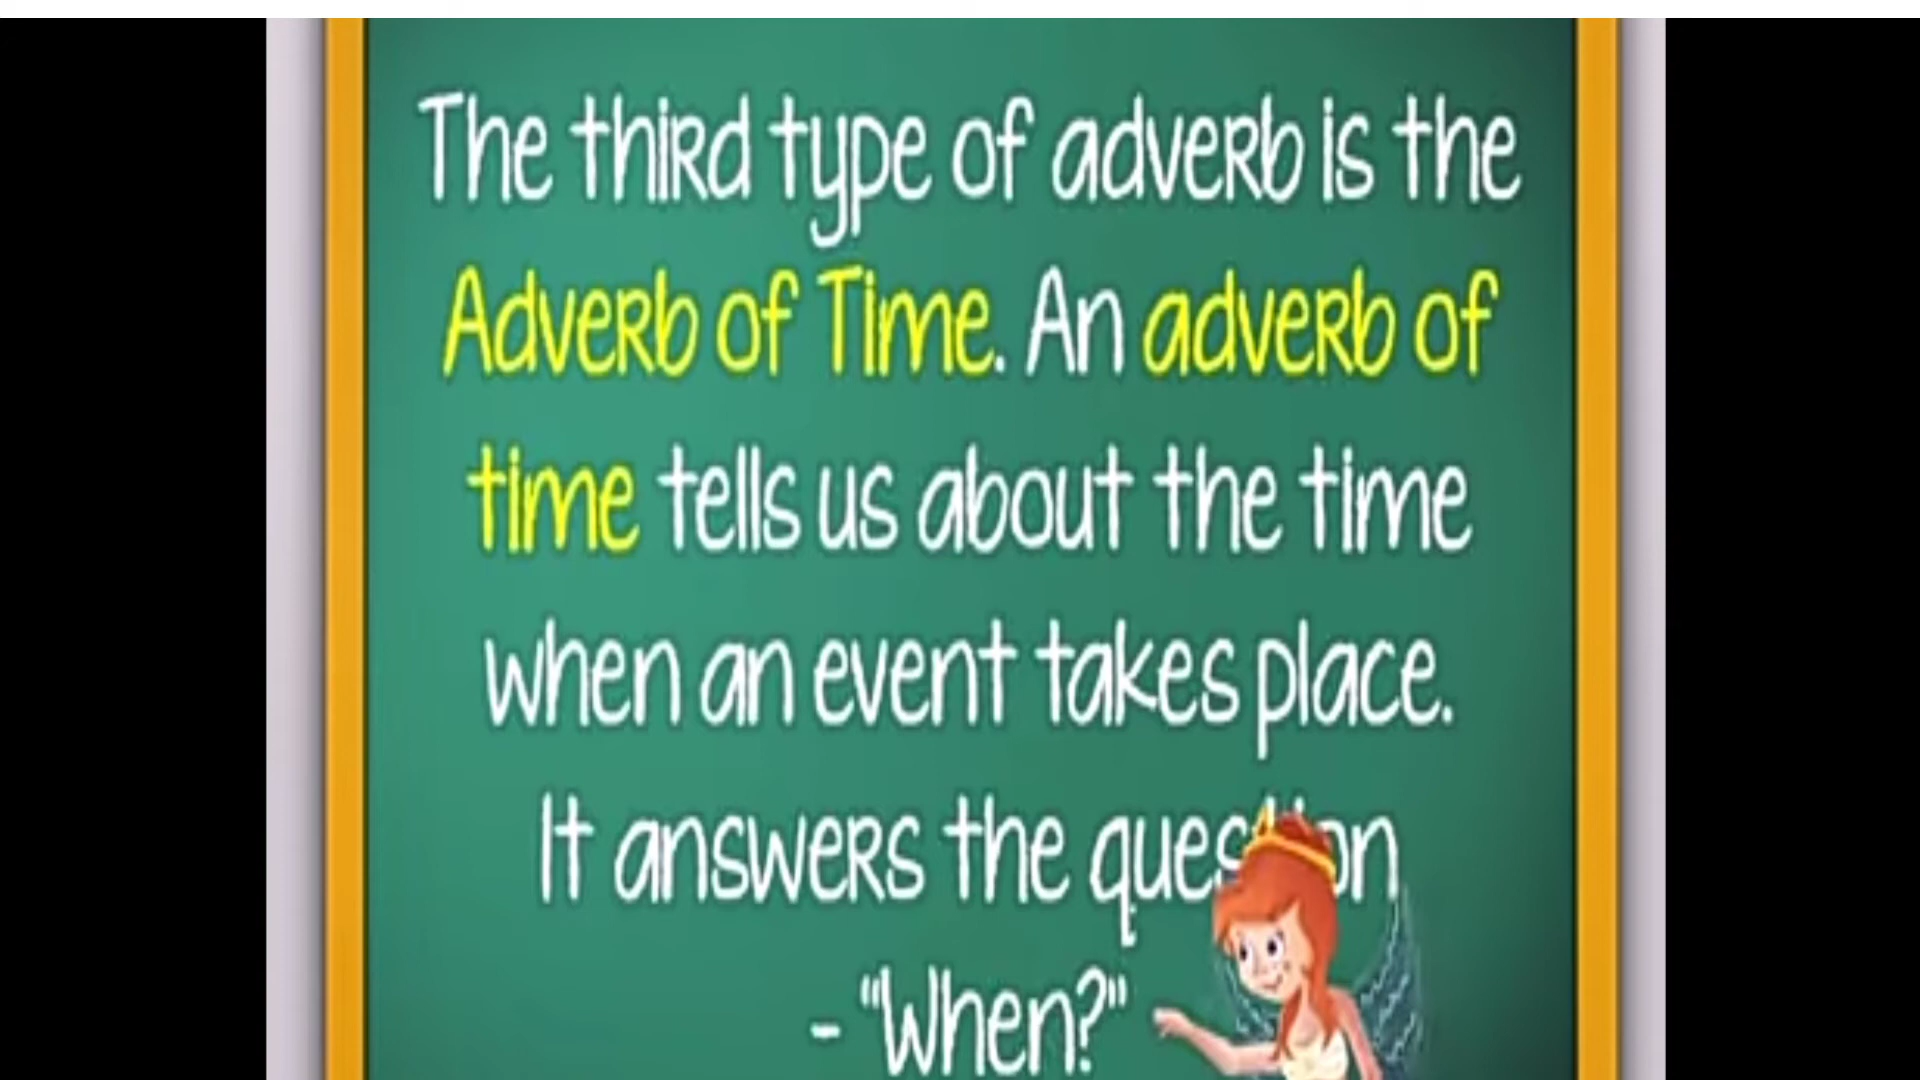 The third type of adverb is the
Adverb of Time. An adverb of
time tells us about the time
when an event takes place.
It answers the question
- "When?"